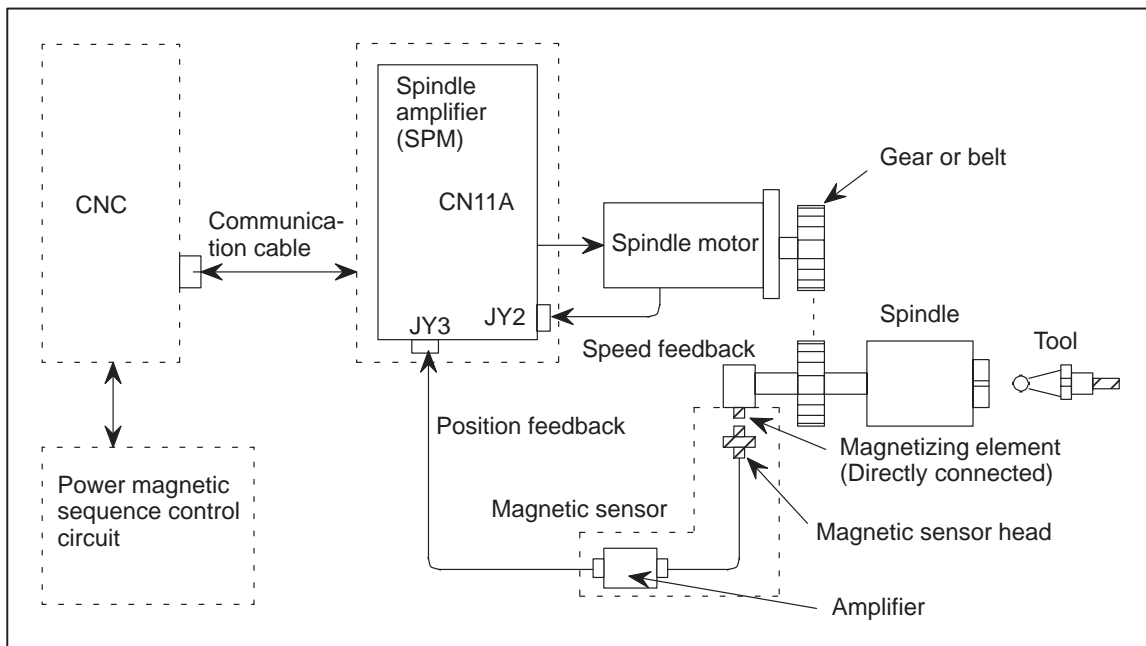 Spindle
amplifier
(SPM)
CN11A
JY2
JY3
CNC
Communica-
tion cable
Spindle motor
Gear or belt
Speed feedback
Spindle
Tool
Position feedback
Magnetizing element
(Directly connected)
Power magnetic
sequence control
circuit
Magnetic sensor
Magnetic sensor head
Amplifier